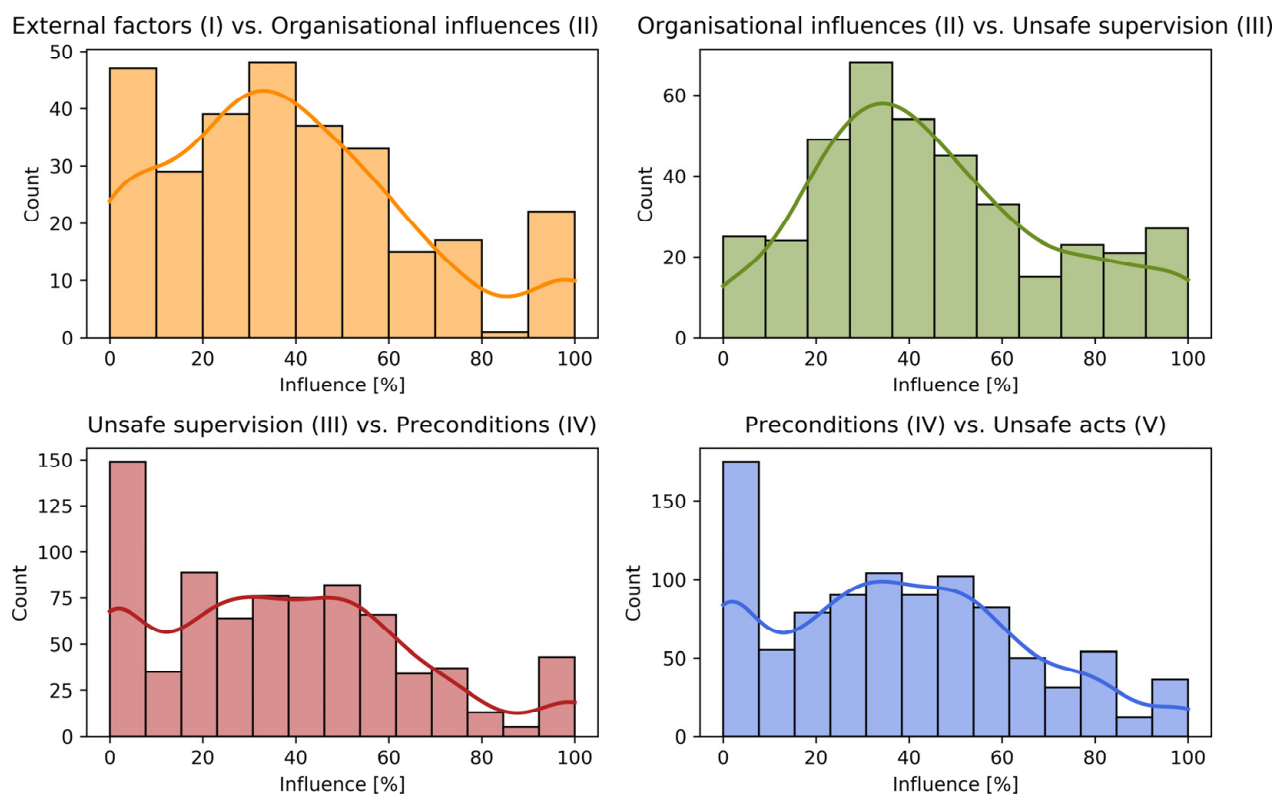 External factors (I) vs. Organisational influences (II)
50
40
30
20
10
0
Count
0 20 40 60 80 100
Influence [%]
Organisational influences (II) vs. Unsafe supervision (III)
60
40
20
0
Count
0 20 40 60 80 100
Influence [%]
Unsafe supervision (III) vs. Preconditions (IV)
150
125
100
75
50
25
0
Count
0 20 40 60 80 100
Influence [%]
Preconditions (IV) vs. Unsafe acts (V)
150
100
50
0
Count
0 20 40 60 80 100
Influence [%]